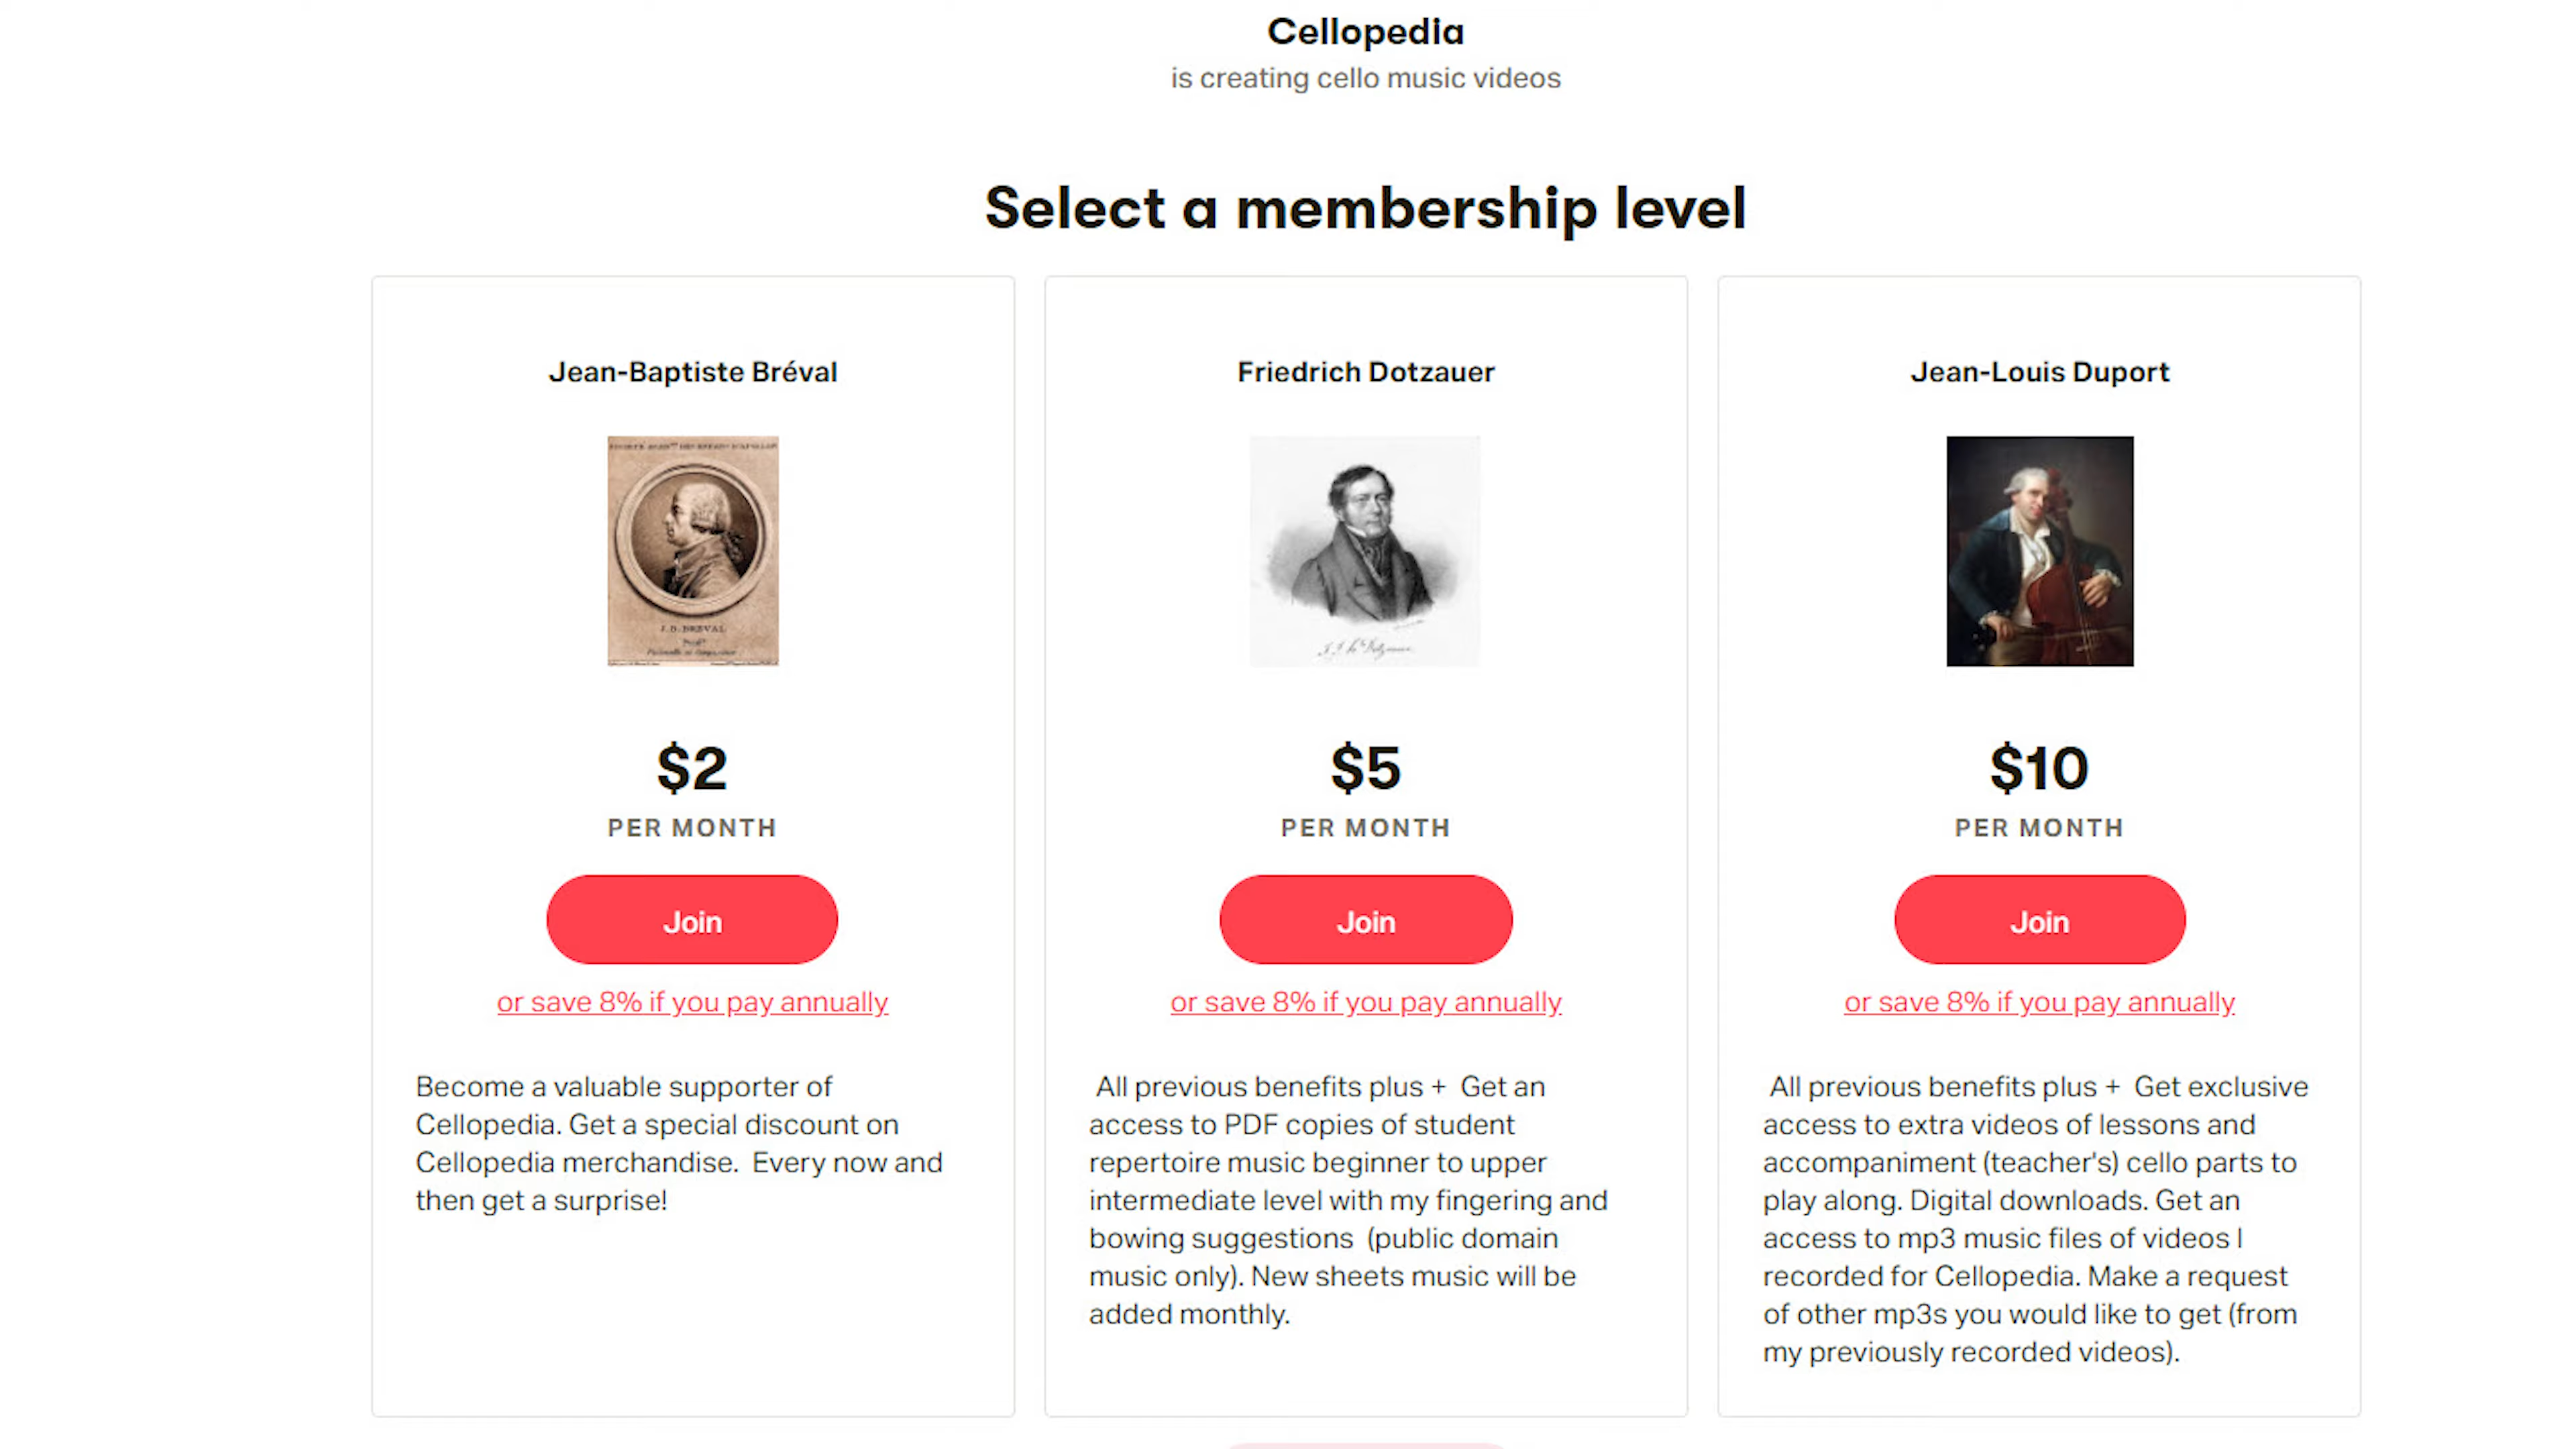 Cellopedia
is creating cello music videos
Select a membership level
Jean-Baptiste Bréval
J.B. BREVAL
$2
PER MONTH
Join
or save 8% if you pay annually
Become a valuable supporter of
Cellopedia. Get a special discount on
Cellopedia merchandise.  Every now and
then get a surprise!
Friedrich Dotzauer
$5
PER MONTH
Join
or save 8% if you pay annually
All previous benefits plus +  Get an
access to PDF copies of student
repertoire music beginner to upper
intermediate level with my fingering and
bowing suggestions  (public domain
music only). New sheets music will be
added monthly.
Jean-Louis Duport
$10
PER MONTH
Join
or save 8% if you pay annually
All previous benefits plus +  Get exclusive
access to extra videos of lessons and
accompaniment (teacher's) cello parts to
play along. Digital downloads. Get an
access to mp3 music files of videos I
recorded for Cellopedia. Make a request
of other mp3s you would like to get (from
my previously recorded videos).